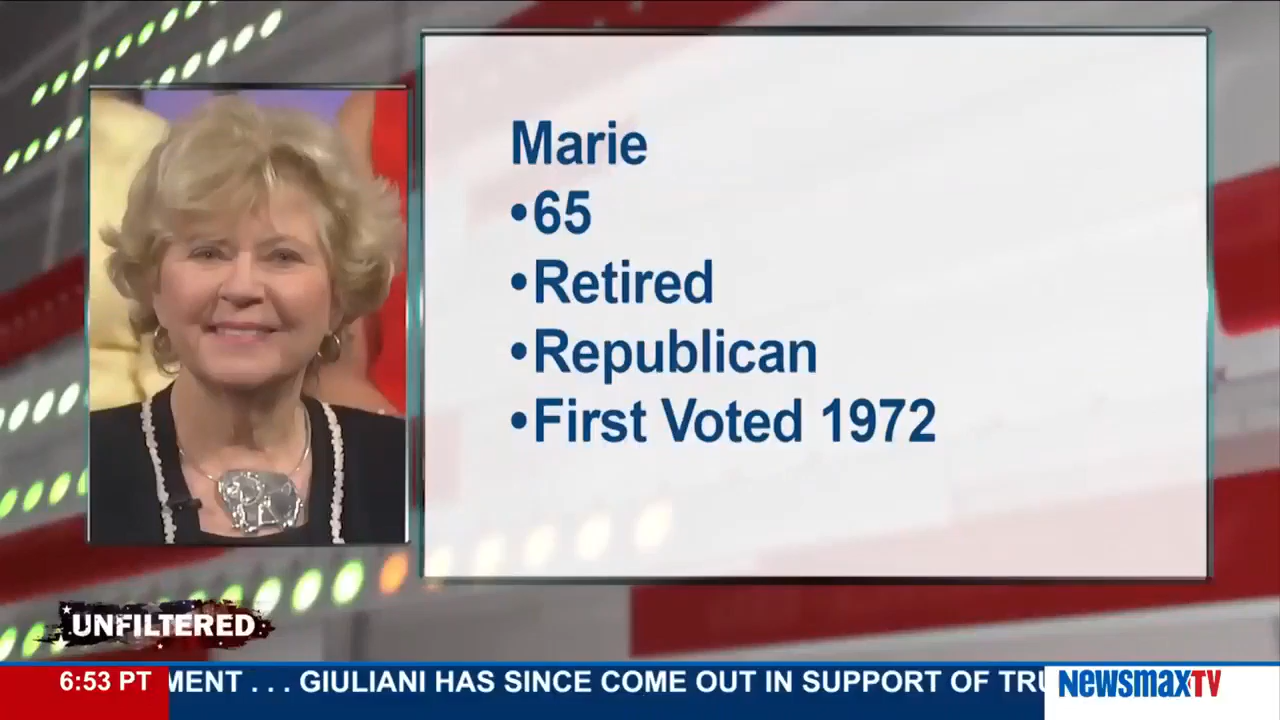 Marie
•65
•Retired
•Republican
•First Voted 1972
UNFILTERED
6:53 PT
MENT . . . GIULIANI HAS SINCE COME OUT IN SUPPORT OF TRU
NEWSMAXTV